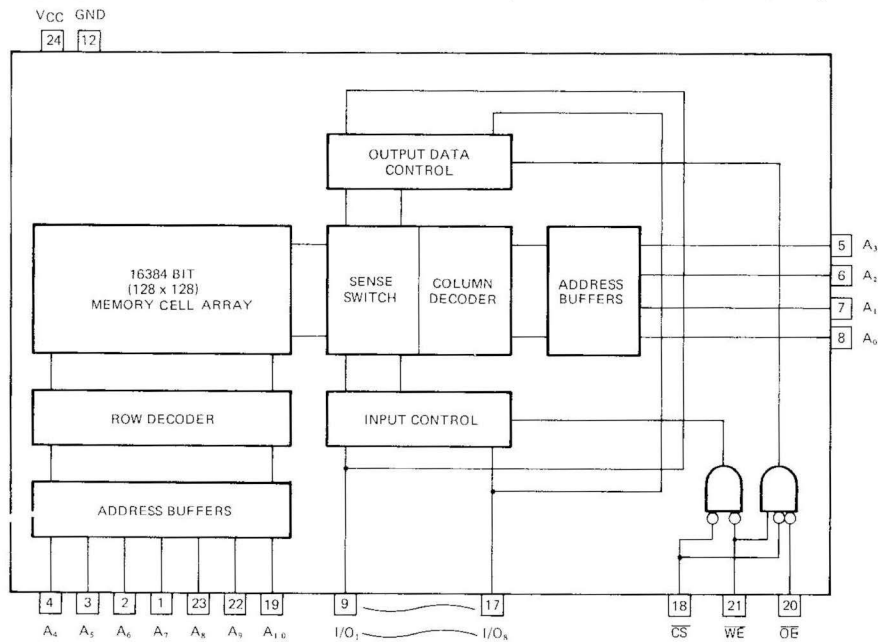 VCC GND
24 12
OUTPUT DATA
CONTROL
16384 BIT
(128 x 128)
MEMORY CELL ARRAY
SENSE
SWITCH
COLUMN
DECODER
ADDRESS
BUFFERS
5 A3
6 A2
7 A1
8 A0
ROW DECODER
INPUT CONTROL
ADDRESS BUFFERS
4 3 2 1 23 22 19 9 17 18 21 20
A4 A5 A6 A7 A8 A9 A10 I/O1 I/O8 CS WE OE